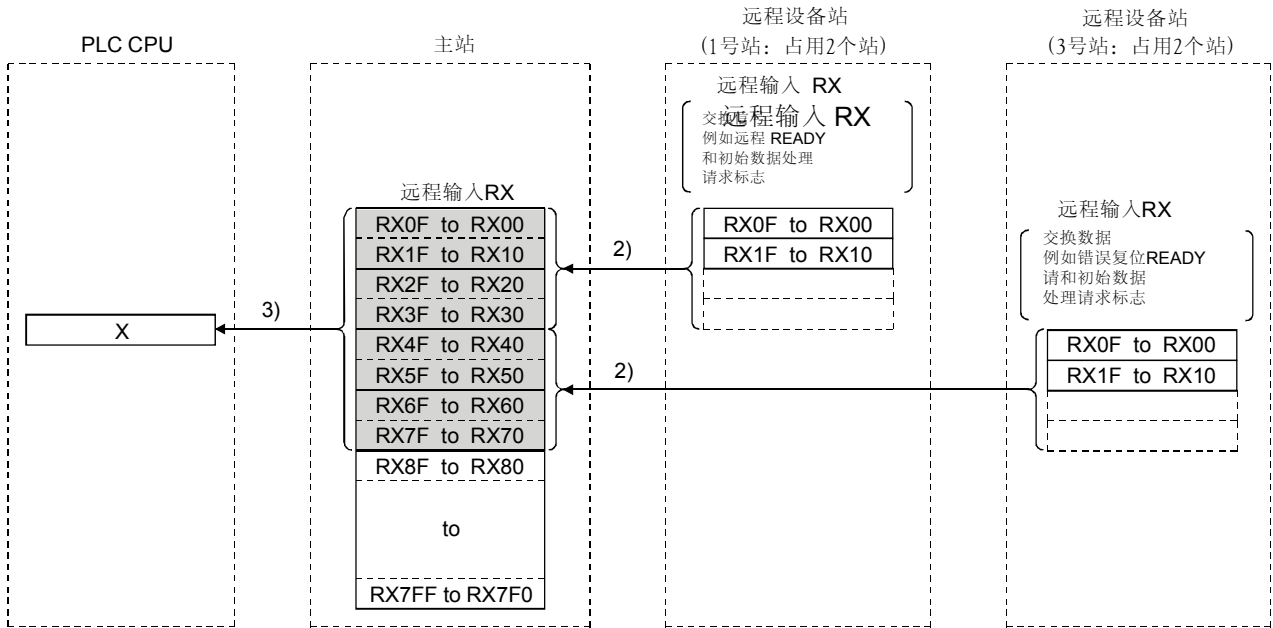 PLC CPU
主站
远程设备站
(1号站：占用2个站)
远程设备站
(3号站：占用2个站)
远程输入 RX
远程输入 RX
交换
例如远程 READY
和初始数据处理
请求标志
远程输入RX
RX0F to RX00
RX1F to RX10
RX2F to RX20
RX3F to RX30
RX4F to RX40
RX5F to RX50
RX6F to RX60
RX7F to RX70
RX8F to RX80
to
RX7FF to RX7F0
X
3)
2)
2)
RX0F to RX00
RX1F to RX10
远程输入RX
交换数据
例如错误复位READY
请和初始数据
处理请求标志
RX0F to RX00
RX1F to RX10